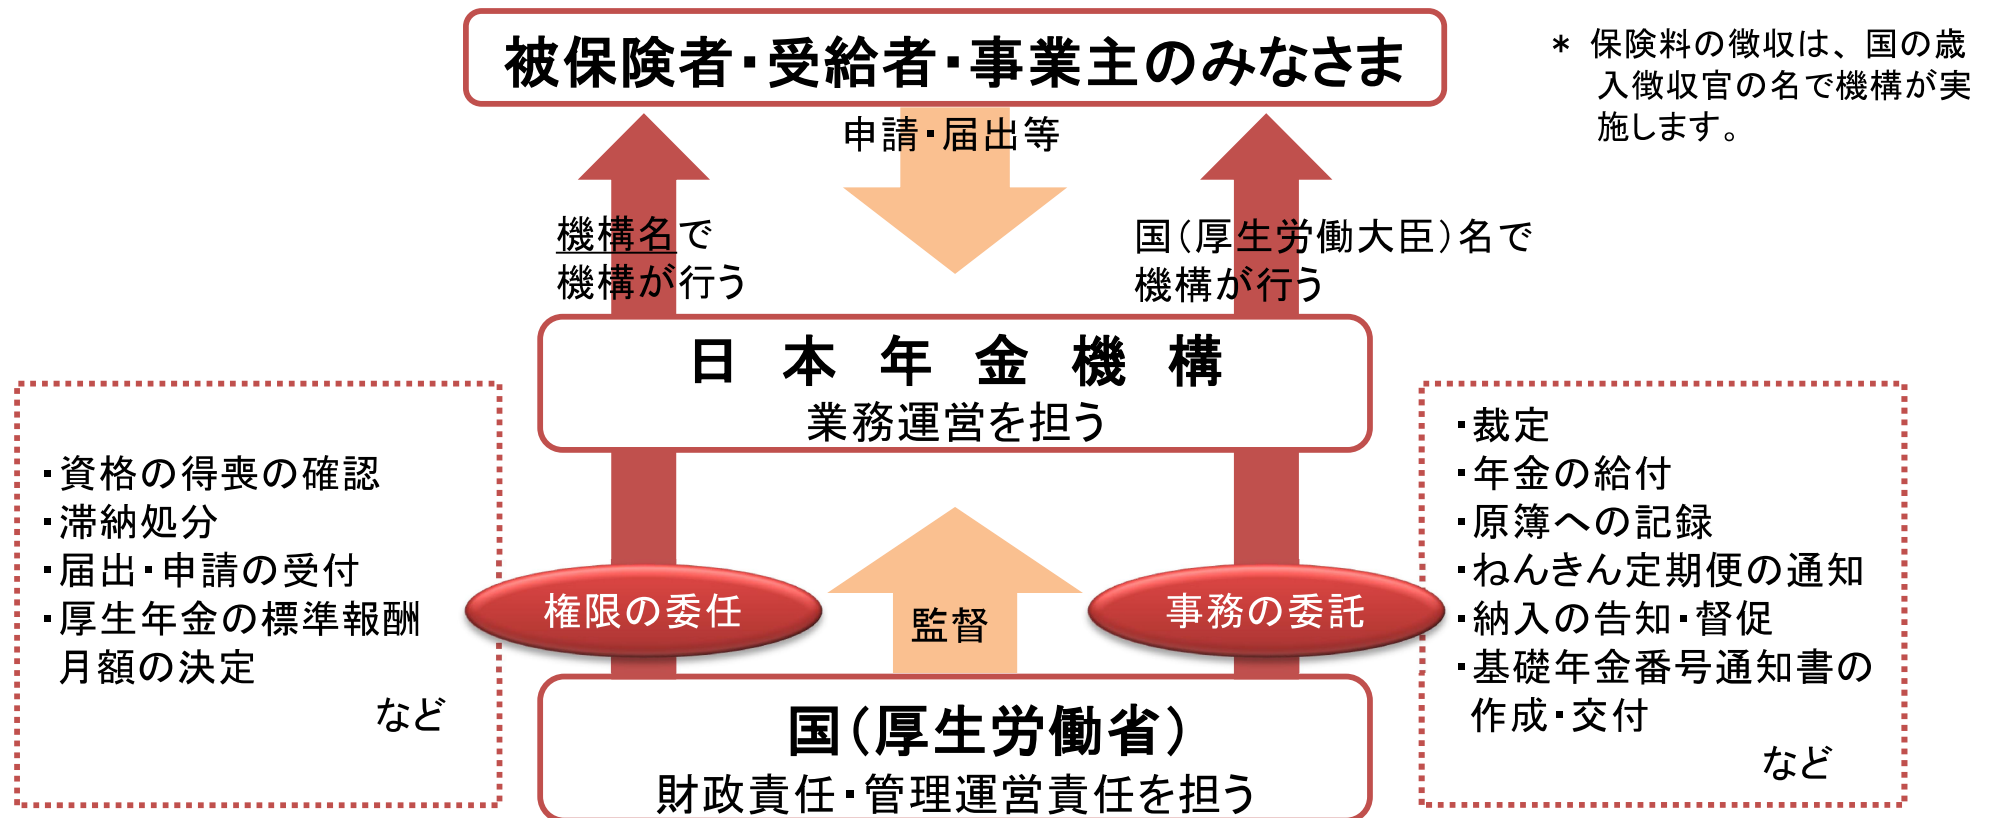 被保険者・受給者・事業主のみなさま
* 保険料の徴収は、国の歳
入徴収官の名で機構が実
施します。
申請・届出等
機構名で
機構が行う
国(厚生労働大臣)名で
機構が行う
日本年金機構
業務運営を担う
・資格の得喪の確認
・滞納処分
・届出・申請の受付
・厚生年金の標準報酬
月額の決定
など
・裁定
・年金の給付
・原簿への記録
・ねんきん定期便の通知
・納入の告知・督促
・基礎年金番号通知書の
作成・交付
など
権限の委任
監督
事務の委託
国(厚生労働省)
財政責任・管理運営責任を担う